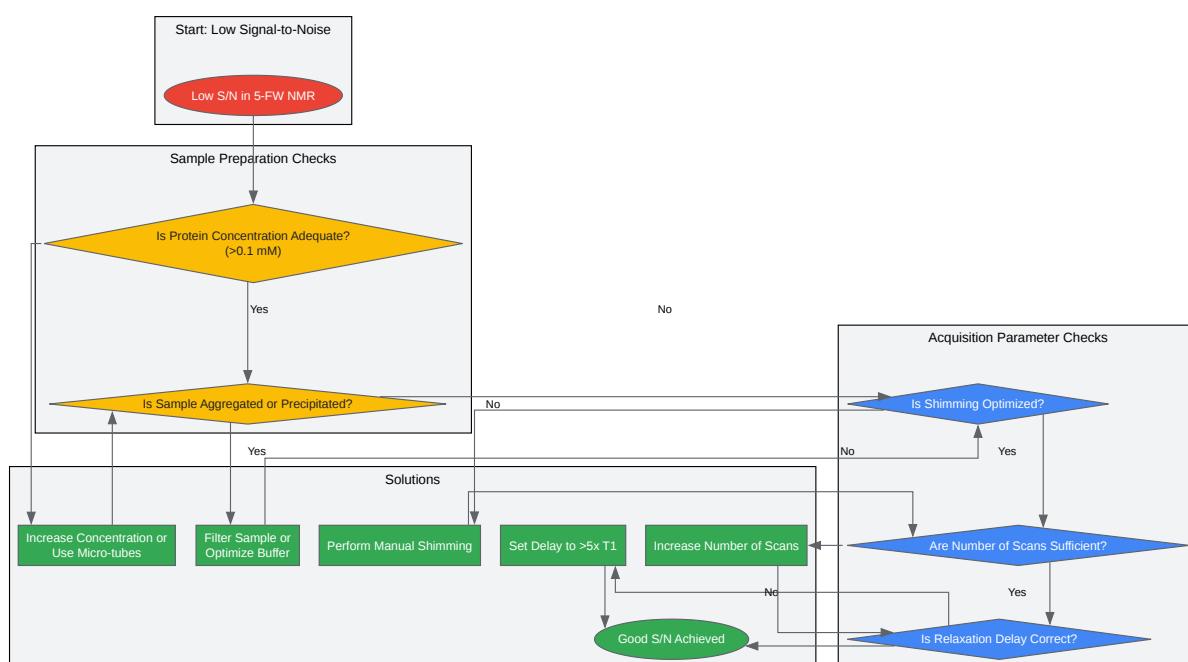 Start: Low Signal-to-Noise
Low S/N in 5-FW NMR
Sample Preparation Checks
Is Protein Concentration Adequate?
(>0.1 mM)
Yes
No
Acquisition Parameter Checks
Is Sample Aggregated or Precipitated?
No
Is Shimming Optimized?
Yes
No
Yes
Solutions
Increase Concentration or
Use Micro-tubes
Filter Sample or
Optimize Buffer
Perform Manual Shimming
Set Delay to >5x T1
Increase Number of Scans
Are Number of Scans Sufficient?
No
Yes
Good S/N Achieved
Is Relaxation Delay Correct?